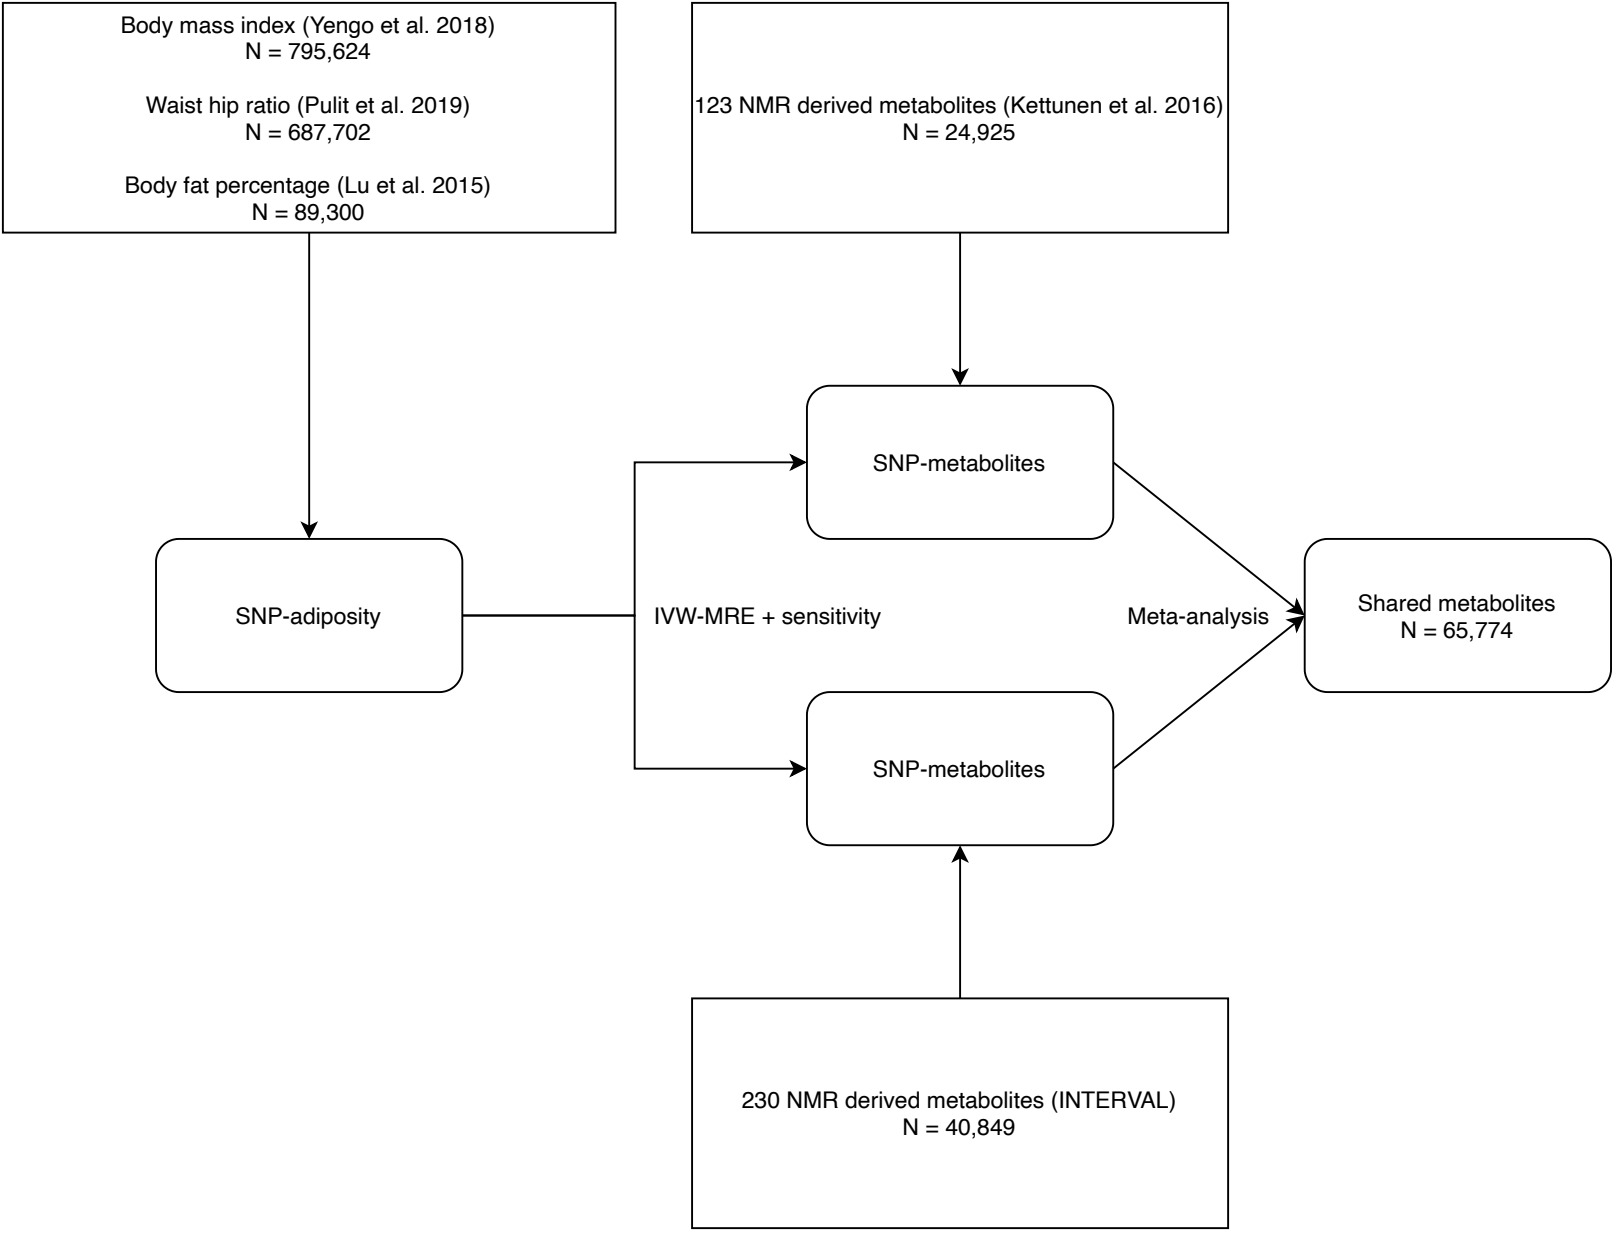 Body mass index (Yengo et al. 2018)
N = 795,624
Waist hip ratio (Pulit et al. 2019)
N = 687,702
Body fat percentage (Lu et al. 2015)
N = 89,300
123 NMR derived metabolites (Kettunen et al. 2016)
N = 24,925
SNP-metabolites
SNP-adiposity
IVW-MRE + sensitivity
Meta-analysis
Shared metabolites
N = 65,774
SNP-metabolites
230 NMR derived metabolites (INTERVAL)
N = 40,849